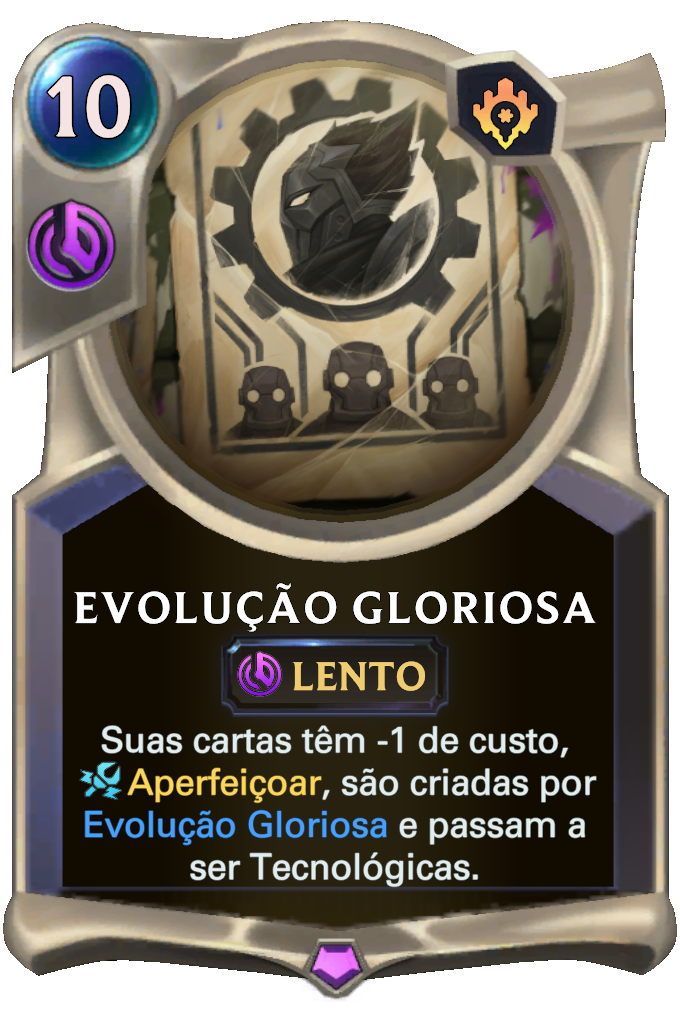 10
EVOLUÇÃO GLORIOSA
LENTO
Suas cartas têm -1 de custo,
Aperfeiçoar, são criadas por
Evolução Gloriosa e passam a
ser Tecnológicas.